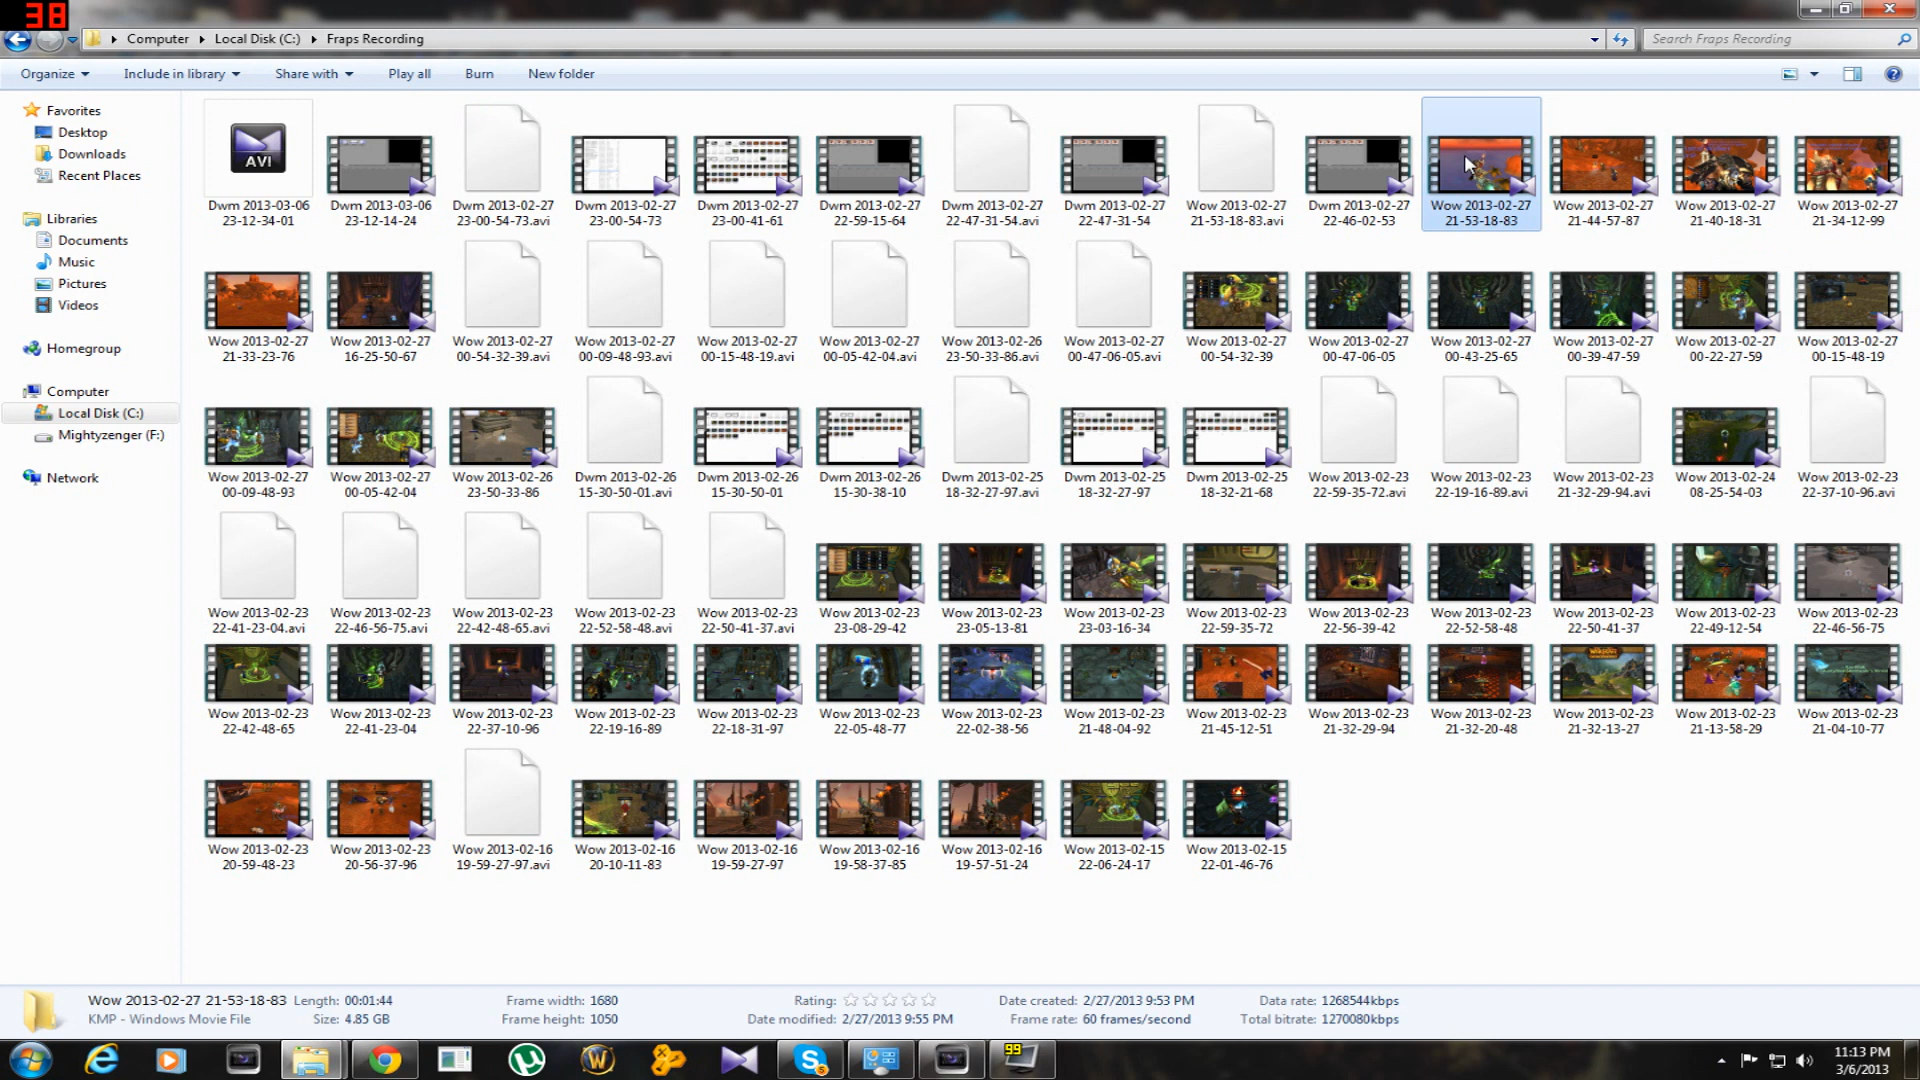 38
Computer Local Disk (C:) Fraps Recording
Search Fraps Recording
Organize Include in library Share with Play all Burn New folder
Favorites
Desktop
Downloads
Recent Places
Libraries
Documents
Music
Pictures
Videos
Homegroup
Computer
Local Disk (C:)
Mightyzenger (F:)
Network
AVI
Dwm 2013-03-06 23-12-34-01
Dwm 2013-03-06 23-12-14-24
Dwm 2013-02-27 23-00-54-73.avi
Dwm 2013-02-27 23-00-54-73
Dwm 2013-02-27 23-00-41-61
Dwm 2013-02-27 22-59-15-64
Dwm 2013-02-27 22-47-31-54.avi
Dwm 2013-02-27 22-47-31-54
Wow 2013-02-27 21-53-18-83.avi
Dwm 2013-02-27 22-46-02-53
Wow 2013-02-27 21-53-18-83
Wow 2013-02-27 21-44-57-87
Wow 2013-02-27 21-40-18-31
Wow 2013-02-27 21-34-12-99
Wow 2013-02-27 21-33-23-76
Wow 2013-02-27 16-25-50-67
Wow 2013-02-27 00-54-32-39.avi
Wow 2013-02-27 00-09-48-93.avi
Wow 2013-02-27 00-15-48-19.avi
Wow 2013-02-27 00-05-42-04.avi
Wow 2013-02-26 23-50-33-86.avi
Wow 2013-02-27 00-47-06-05.avi
Wow 2013-02-27 00-54-32-39
Wow 2013-02-27 00-47-06-05
Wow 2013-02-27 00-43-25-65
Wow 2013-02-27 00-39-47-59
Wow 2013-02-27 00-22-27-59
Wow 2013-02-27 00-15-48-19
Wow 2013-02-27 00-09-48-93
Wow 2013-02-27 00-05-42-04
Wow 2013-02-26 23-50-33-86
Dwm 2013-02-26 15-30-50-01.avi
Dwm 2013-02-26 15-30-50-01
Dwm 2013-02-26 15-30-38-10
Dwm 2013-02-25 18-32-27-97.avi
Dwm 2013-02-25 18-32-27-97
Dwm 2013-02-25 18-32-21-68
Wow 2013-02-23 22-59-35-72.avi
Wow 2013-02-23 22-19-16-89.avi
Wow 2013-02-23 21-32-29-94.avi
Wow 2013-02-24 08-25-54-03
Wow 2013-02-23 22-37-10-96.avi
Wow 2013-02-23 22-41-23-04.avi
Wow 2013-02-23 22-46-56-75.avi
Wow 2013-02-23 22-42-48-65.avi
Wow 2013-02-23 22-52-58-48.avi
Wow 2013-02-23 22-50-41-37.avi
Wow 2013-02-23 23-08-29-42
Wow 2013-02-23 23-05-13-81
Wow 2013-02-23 23-03-16-34
Wow 2013-02-23 22-59-35-72
Wow 2013-02-23 22-56-39-42
Wow 2013-02-23 22-52-58-48
Wow 2013-02-23 22-50-41-37
Wow 2013-02-23 22-49-12-54
Wow 2013-02-23 22-46-56-75
Wow 2013-02-23 22-42-48-65
Wow 2013-02-23 22-41-23-04
Wow 2013-02-23 22-37-10-96
Wow 2013-02-23 22-19-16-89
Wow 2013-02-23 22-18-31-97
Wow 2013-02-23 22-05-48-77
Wow 2013-02-23 22-02-38-56
Wow 2013-02-23 21-48-04-92
Wow 2013-02-23 21-45-12-51
Wow 2013-02-23 21-32-29-94
Wow 2013-02-23 21-32-20-48
Wow 2013-02-23 21-32-13-27
Wow 2013-02-23 21-13-58-29
Wow 2013-02-23 21-04-10-77
Wow 2013-02-23 20-59-48-23
Wow 2013-02-23 20-56-37-96
Wow 2013-02-16 19-59-27-97.avi
Wow 2013-02-16 20-10-11-83
Wow 2013-02-16 19-59-27-97
Wow 2013-02-16 19-58-37-85
Wow 2013-02-16 19-57-51-24
Wow 2013-02-15 22-06-24-17
Wow 2013-02-15 22-01-46-76
Wow 2013-02-27 21-53-18-83 Length: 00:01:44 Frame width: 1680 Rating: Date created: 2/27/2013 9:53 PM Data rate: 1268544kbps
KMP - Windows Movie File Size: 4.85 GB Frame height: 1050 Date modified: 2/27/2013 9:55 PM Frame rate: 60 frames/second Total bitrate: 1270080kbps
99
11:13 PM
3/6/2013